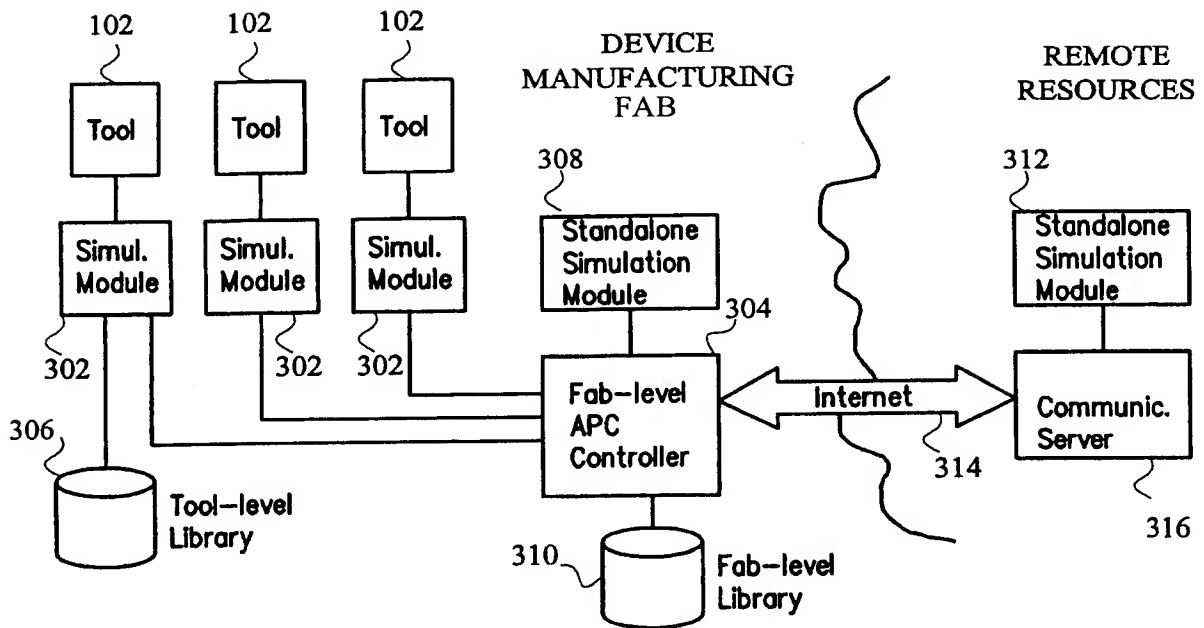 102
102
102
DEVICE
MANUFACTURING
FAB
REMOTE
RESOURCES
Tool
Tool
Tool
308
312
Simul.
Module
Simul.
Module
Simul.
Module
Standalone
Simulation
Module
Standalone
Simulation
Module
302
302
302
304
306
Fab-level
APC
Controller
Internet
314
Communic.
Server
316
Tool-level
Library
310
Fab-level
Library